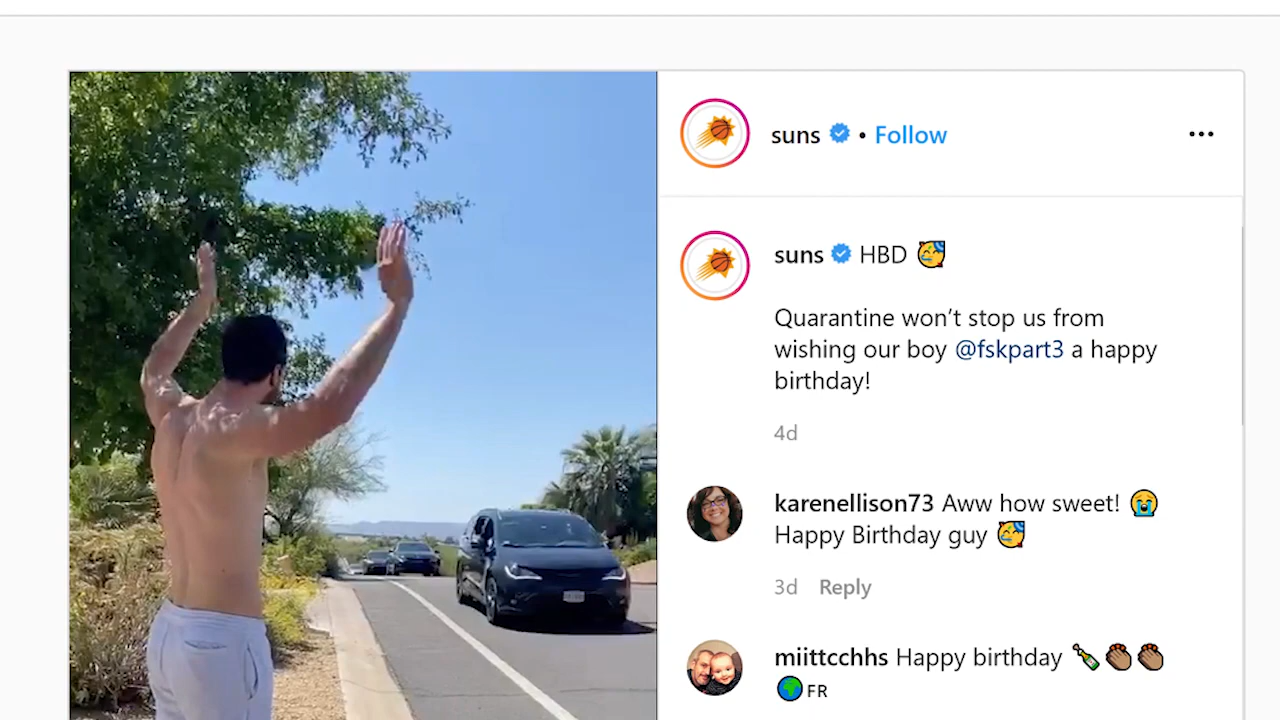 suns • Follow
suns HBD 🥳
Quarantine won’t stop us from
wishing our boy @fskpart3 a happy
birthday!
4d
karenellison73 Aww how sweet! 😭
Happy Birthday guy 🥳
3d Reply
miittcchhs Happy birthday 🍾👏🏽👏🏽
🌍 FR